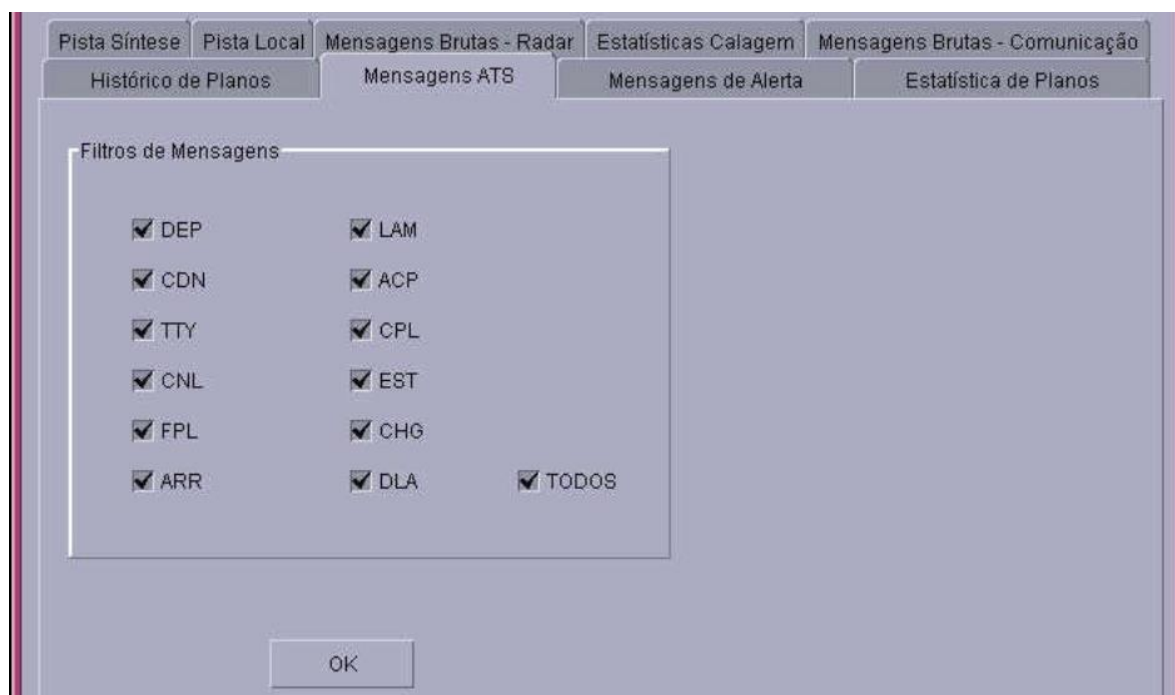 Pista Síntese Pista Local Mensagens Brutas - Radar Estatísticas Calagem Mensagens Brutas - Comunicação
Histórico de Planos Mensagens ATS Mensagens de Alerta Estatística de Planos
Filtros de Mensagens
DEP LAM
CDN ACP
TTY CPL
CNL EST
FPL CHG
ARR DLA TODOS
OK